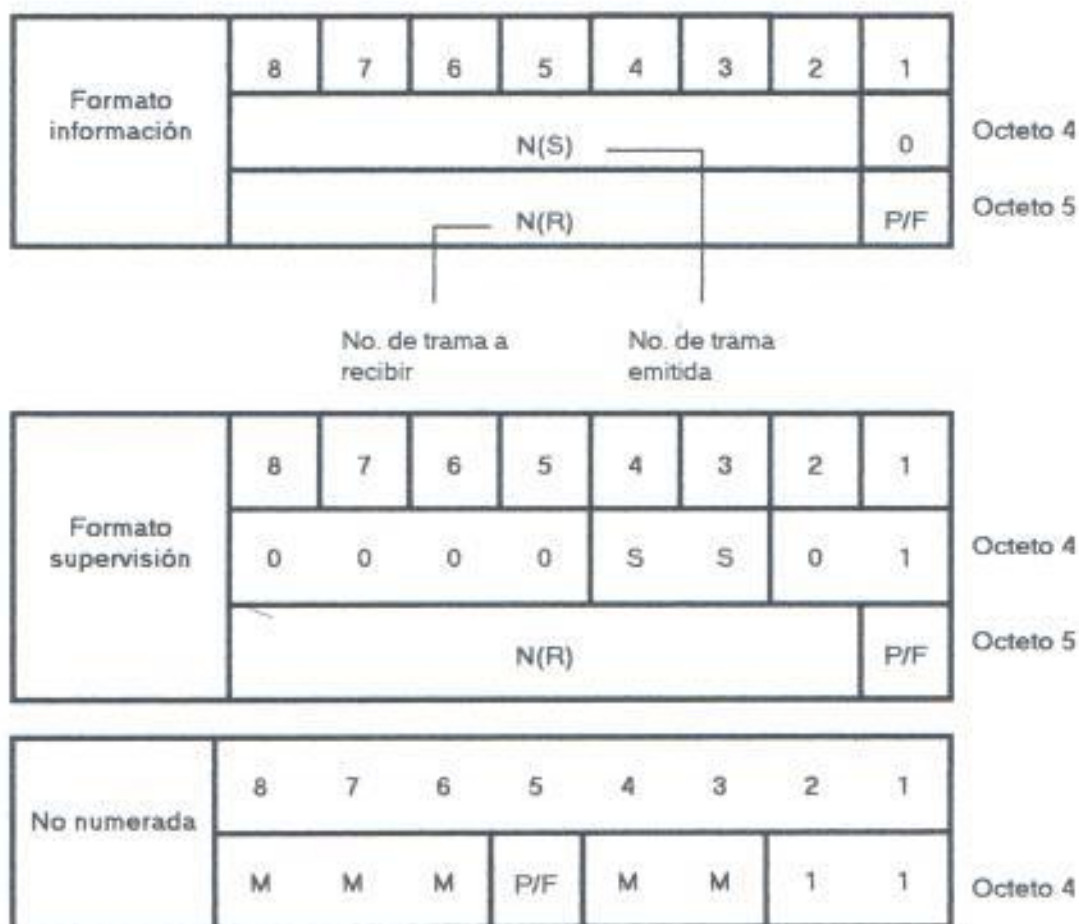 8 7 6 5 4 3 2 1
Formato
información
N(S) 0 Octeto 4
N(R) P/F Octeto 5
No. de trama a
recibir
No. de trama
emitida
8 7 6 5 4 3 2 1
Formato
supervisión
0 0 0 0 S S 0 1 Octeto 4
N(R) P/F Octeto 5
8 7 6 5 4 3 2 1
No numerada
M M M P/F M M 1 1 Octeto 4